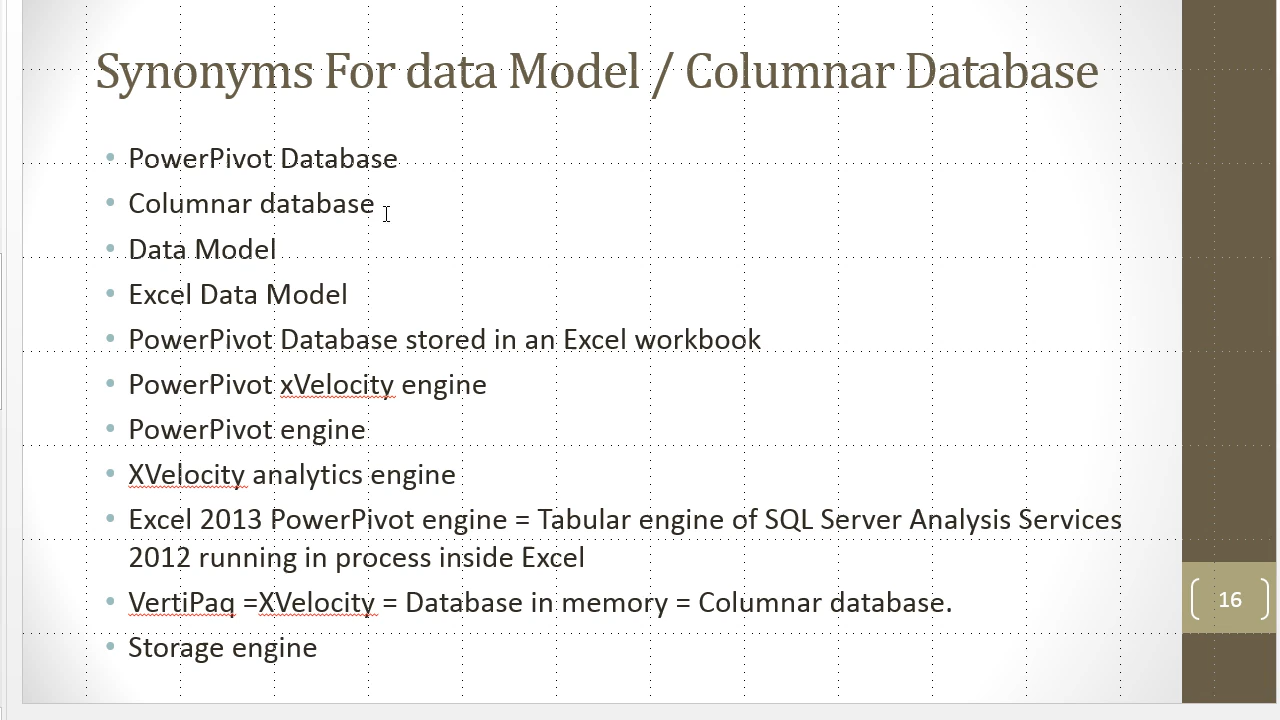 Synonyms For data Model / Columnar Database
• PowerPivot Database
• Columnar database
• Data Model
• Excel Data Model
• PowerPivot Database stored in an Excel workbook
• PowerPivot xVelocity engine
• PowerPivot engine
• XVelocity analytics engine
• Excel 2013 PowerPivot engine = Tabular engine of SQL Server Analysis Services
2012 running in process inside Excel
• VertiPaq =XVelocity = Database in memory = Columnar database.
• Storage engine
16